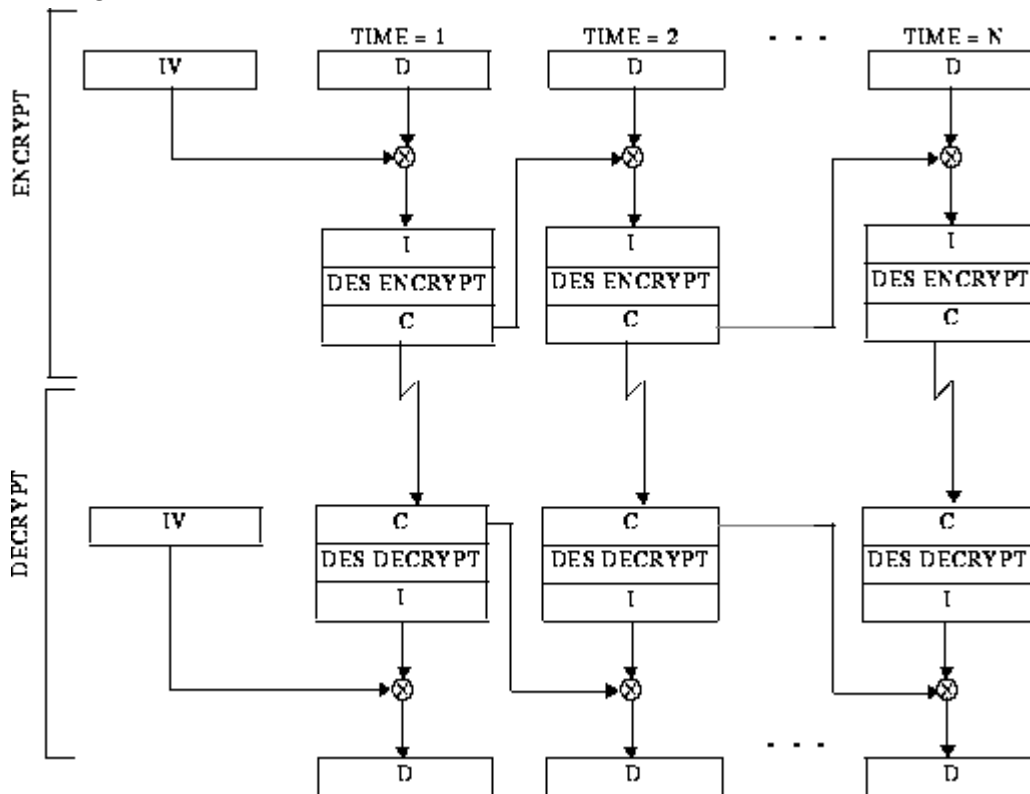 TIME = 1 TIME = 2 . . . TIME = N
IV D D D
ENCRYPT
I I I
DES ENCRYPT DES ENCRYPT DES ENCRYPT
C C C
DECRYPT
IV C C C
DES DECRYPT DES DECRYPT DES DECRYPT
I I I
. . .
D D D